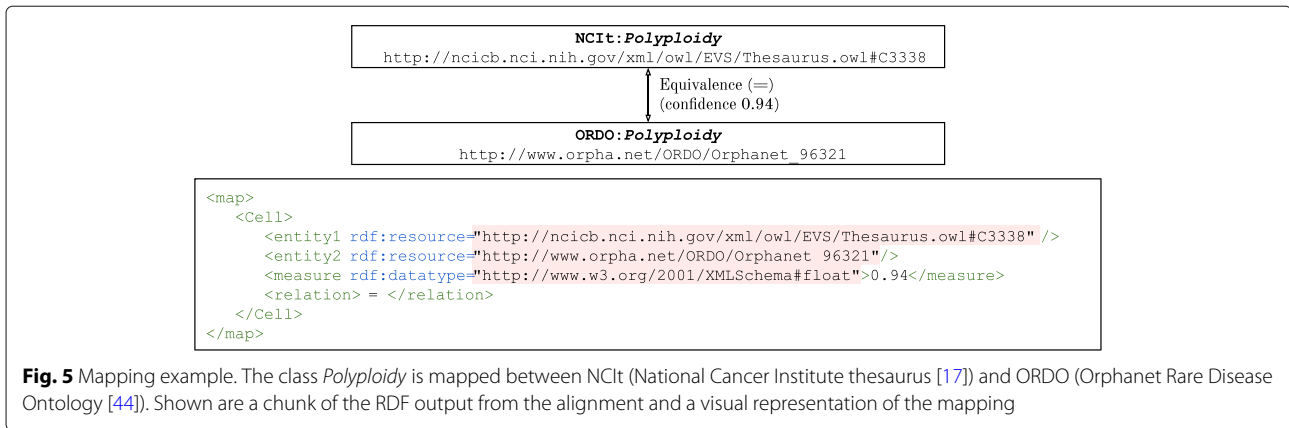 NCIt:Polyploidy
http://ncicb.nci.nih.gov/xml/owl/EVS/Thesaurus.owl#C3338
Equivalence (=)
(confidence 0.94)
ORDO:Polyploidy
http://www.orpha.net/ORDO/Orphanet_96321
<map>
<Cell>
<entity1 rdf:resource="http://ncicb.nci.nih.gov/xml/owl/EVS/Thesaurus.owl#C3338"/>
<entity2 rdf:resource="http://www.orpha.net/ORDO/Orphanet 96321"/>
<measure rdf:datatype="http://www.w3.org/2001/XMLSchema#float">0.94</measure>
<relation> = </relation>
</Cell>
</map>
Fig. 5 Mapping example. The class Polyploidy is mapped between NCIt (National Cancer Institute thesaurus [17]) and ORDO (Orphanet Rare Disease
Ontology [44]). Shown are a chunk of the RDF output from the alignment and a visual representation of the mapping